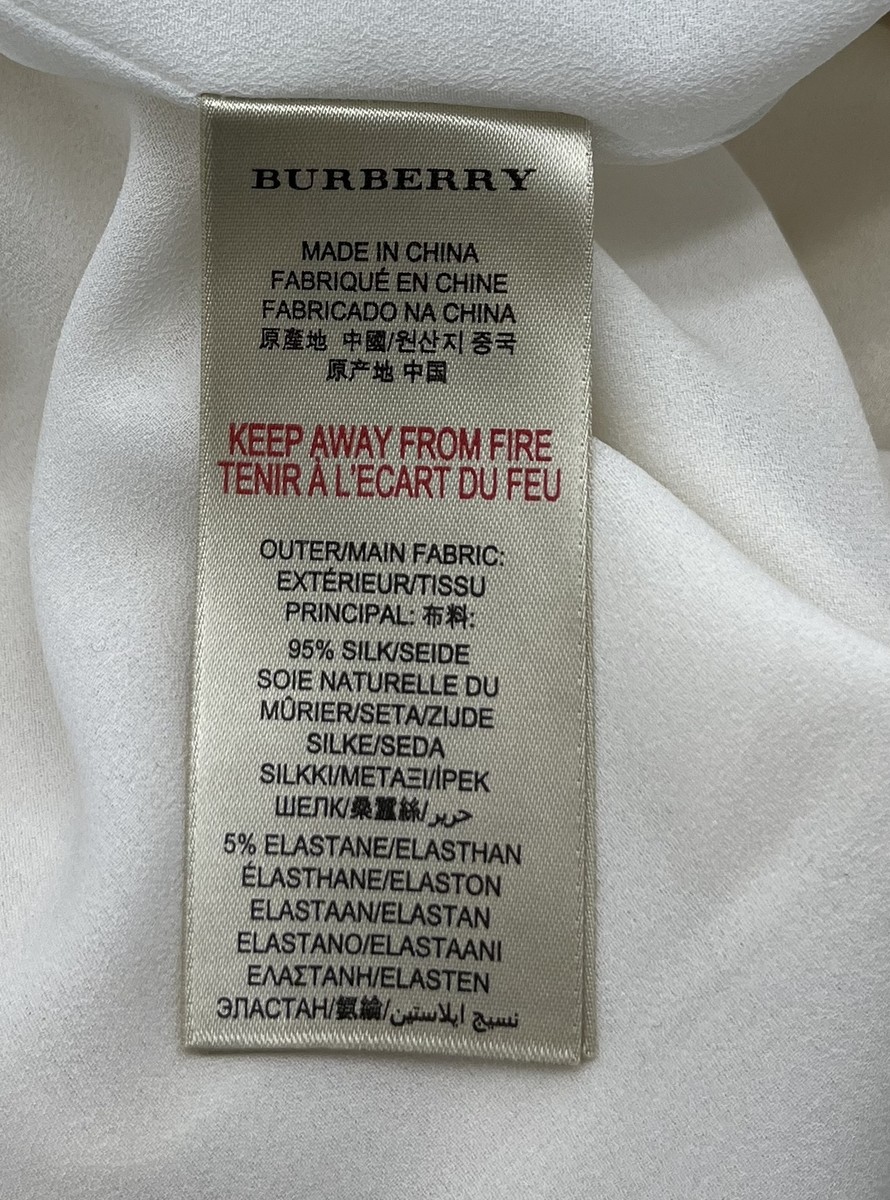 BURBERRY
MADE IN CHINA
FABRIQUÉ EN CHINE
FABRICADO NA CHINA
原產地 中國/원산지 중국
原产地 中国
KEEP AWAY FROM FIRE
TENIR À L'ECART DU FEU
OUTER/MAIN FABRIC:
EXTÉRIEUR/TISSU
PRINCIPAL: 布料:
95% SILK/SEIDE
SOIE NATURELLE DU
MÛRIER/SETA/ZIJDE
SILKE/SEDA
SILKKI/ΜΕΤΑΞΙ/İPEK
ШЕЛК/桑蠶絲/حرير
5% ELASTANE/ELASTHAN
ÉLASTHANE/ELASTON
ELASTAAN/ELASTAN
ELASTANO/ELASTAANI
ΕΛΑΣΤΑΝΗ/ELASTEN
ЭЛАСТАН/氨綸/نسيج ايلاستين